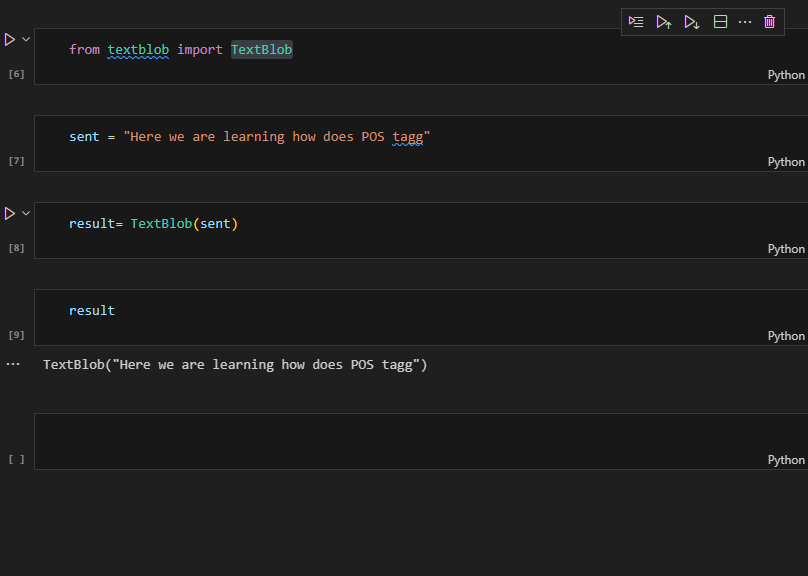 from textblob import TextBlob
[6]
Python
sent = "Here we are learning how does POS tagg"
[7]
Python
result= TextBlob(sent)
[8]
Python
result
[9]
Python
TextBlob("Here we are learning how does POS tagg")
[ ]
Python